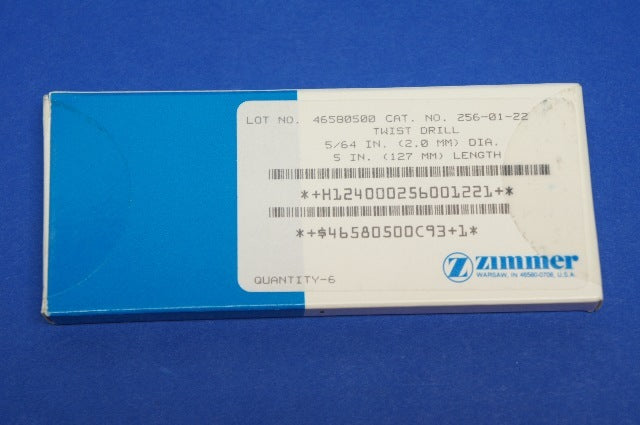 LOT NO. 46580500 CAT. NO. 256-01-22
TWIST DRILL
5/64 IN. (2.0 MM) DIA.
5 IN. (127 MM) LENGTH
*+H124000256001221+*
*+$46580500C93+1*
Z zimmer
WARSAW, IN 46580-0708, U.S.A.
QUANTITY-6